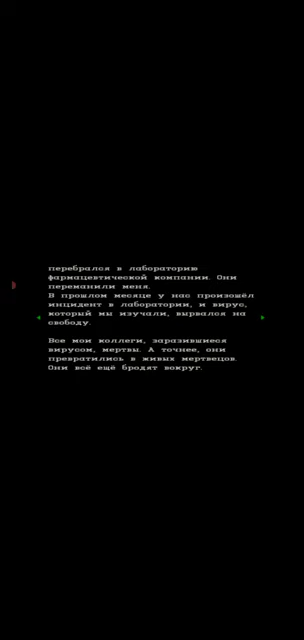 перебрался в лабораторию
фармацевтической компании. Они
переманили меня.
В прошлом месяце у нас произошёл
инцидент в лаборатории, и вирус,
который мы изучали, вырвался на
свободу.
Все мои коллеги, заразившиеся
вирусом, мертвы. А точнее, они
превратились в живых мертвецов.
Они всё ещё бродят вокруг.